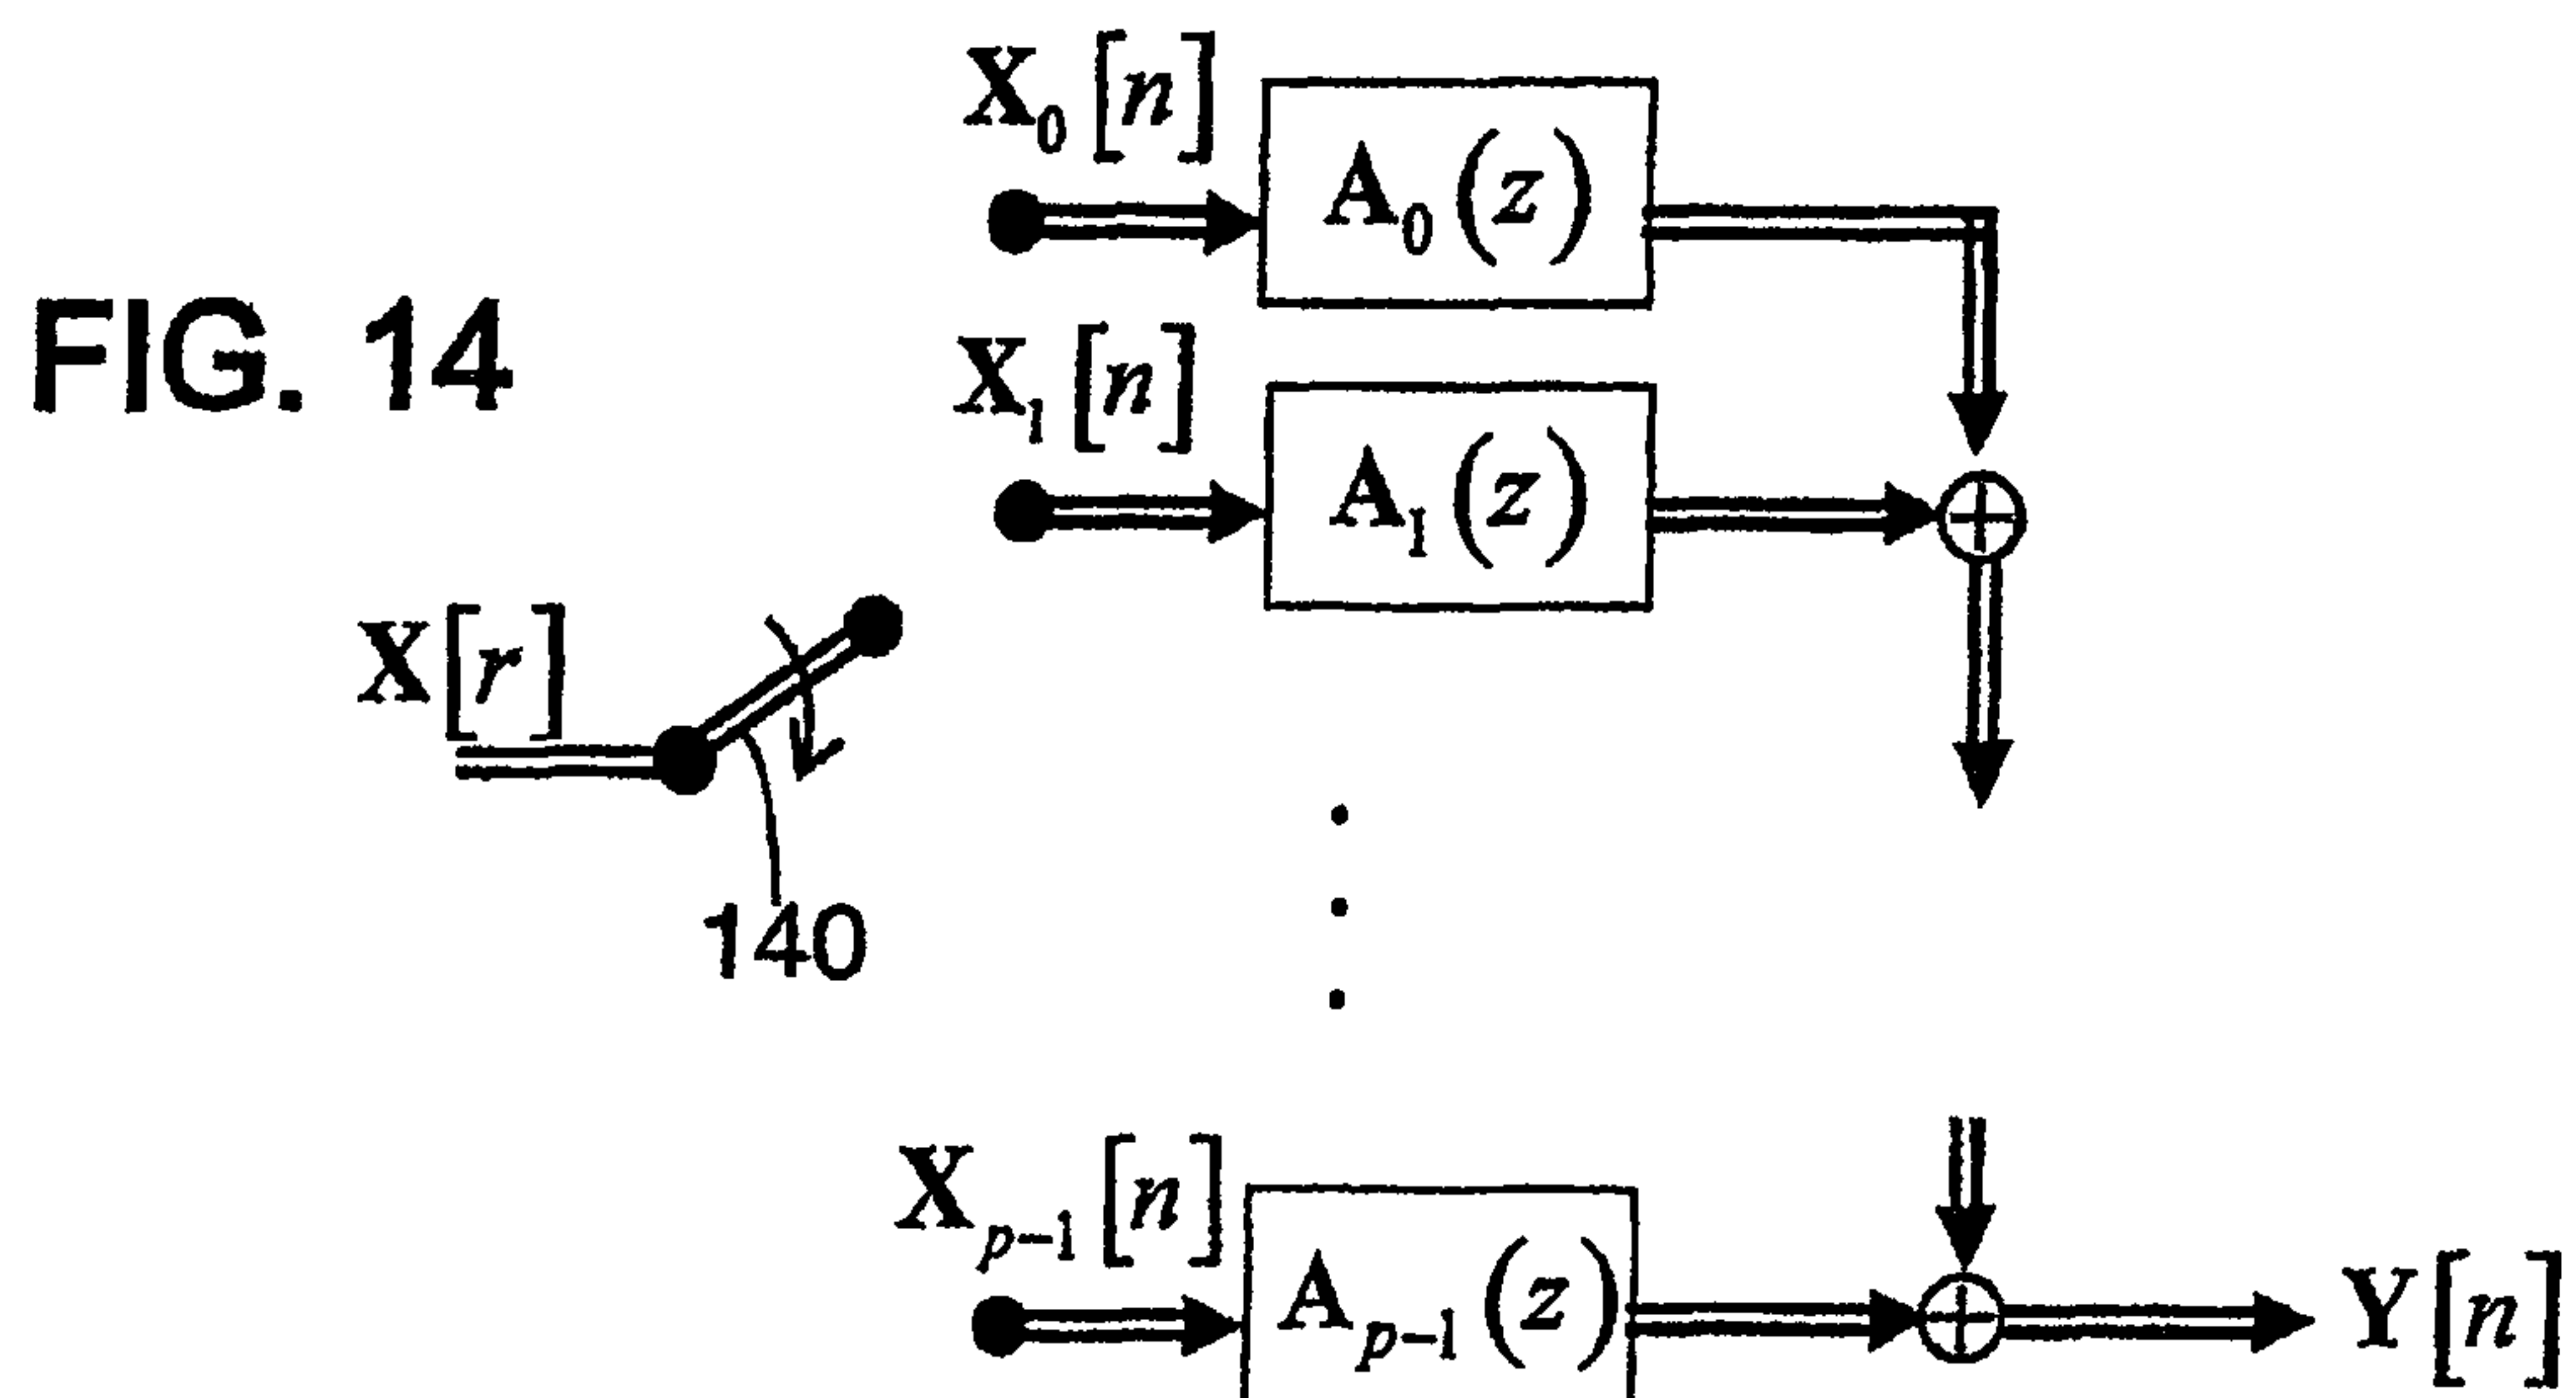 X₀[n]
A₀(z)
FIG. 14
X₁[n]
A₁(z)
X[r]
140
Xₚ₋₁[n]
Aₚ₋₁(z)
Y[n]